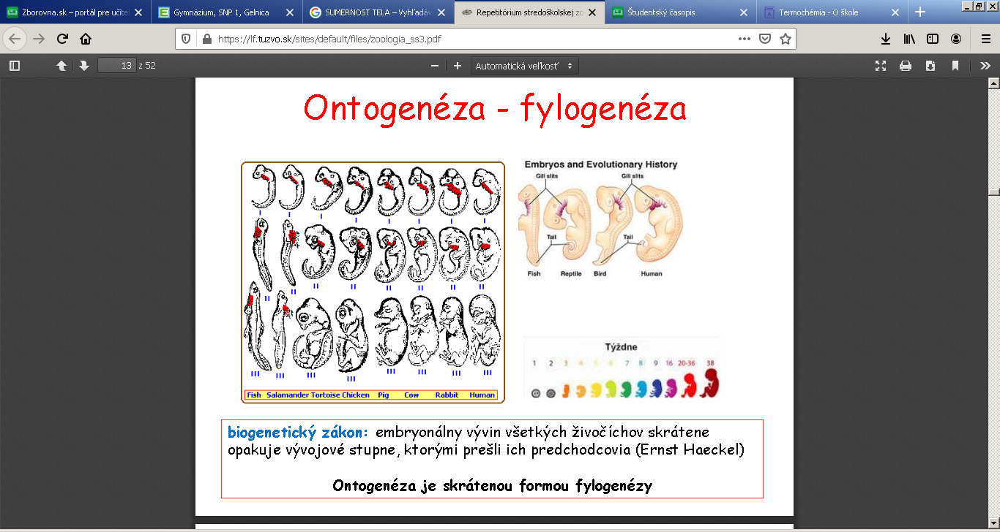 Zborovna.sk – portál pre učitel
Gymnázium, SNP 1, Gelnica
SUMERNOST TELA – Vyhľadáv
Repetitórium stredoškolskej zo
Študentský časopis
Termochémia - O škole
https://lf.tuzvo.sk/sites/default/files/zoologia_ss3.pdf
13 z 52
Automatická veľkosť
Ontogenéza - fylogenéza
I I I I I I I I
II II II II II II II II
III III III III III III III III
Fish Salamander Tortoise Chicken Pig Cow Rabbit Human
Embryos and Evolutionary History
Gill slits Gill slits
Tail Tail
Fish Reptile Bird Human
Týždne
1 2 3 4 5 6 7 8 9 16 20-36 38
biogenetický zákon: embryonálny vývin všetkých živočíchov skrátene
opakuje vývojové stupne, ktorými prešli ich predchodcovia (Ernst Haeckel)
Ontogenéza je skrátenou formou fylogenézy